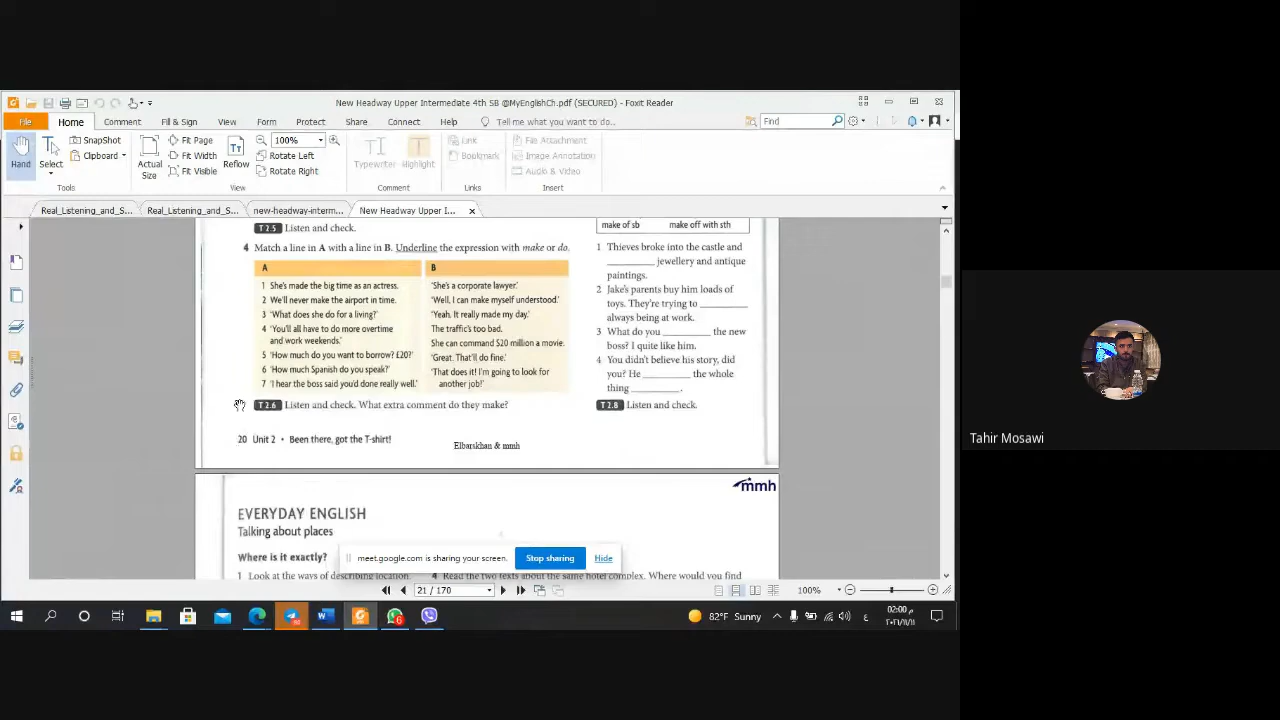 New Headway Upper Intermediate 4th SB @MyEnglishCh.pdf (SECURED) - Foxit Reader
File Home Comment Fill & Sign View Form Protect Share Connect Help Tell me what you want to do.. Find
Hand
Select
SnapShot
Clipboard
Actual Size
Fit Page
Fit Width
Fit Visible
Reflow
100%
Rotate Left
Rotate Right
Typewriter
Highlight
Link
Bookmark
File Attachment
Image Annotation
Audio & Video
Tools View Comment Links Insert
Real_Listening_and_S... Real_Listening_and_S... new-headway-interm... New Headway Upper I...
T 2.5 Listen and check.
4 Match a line in A with a line in B. Underline the expression with make or do.
A B
1 She's made the big time as an actress. 'She's a corporate lawyer.'
2 We'll never make the airport in time. 'Well, I can make myself understood.'
3 'What does she do for a living?' 'Yeah. It really made my day.'
4 'You'll all have to do more overtime The traffic's too bad.
and work weekends.' She can command $20 million a movie.
5 'How much do you want to borrow? £20?' 'Great. That'll do fine.'
6 'How much Spanish do you speak?' 'That does it! I'm going to look for
7 'I hear the boss said you'd done really well.' another job!'
T 2.6 Listen and check. What extra comment do they make?
20 Unit 2 • Been there, got the T-shirt!
Elbarakhan & mmh
make of sb make off with sth
1 Thieves broke into the castle and
________ jewellery and antique
paintings.
2 Jake's parents buy him loads of
toys. They're trying to ________
always being at work.
3 What do you ________ the new
boss? I quite like him.
4 You didn't believe his story, did
you? He ________ the whole
thing ________.
T 2.8 Listen and check.
mmh
EVERYDAY ENGLISH
Talking about places
Where is it exactly?
1 Look at the ways of describing location.
4 Read the two texts about the same hotel complex. Where would you find
meet.google.com is sharing your screen. Stop sharing Hide
21 / 170
100%
82°F Sunny
ع
02:00 م
Tahir Mosawi